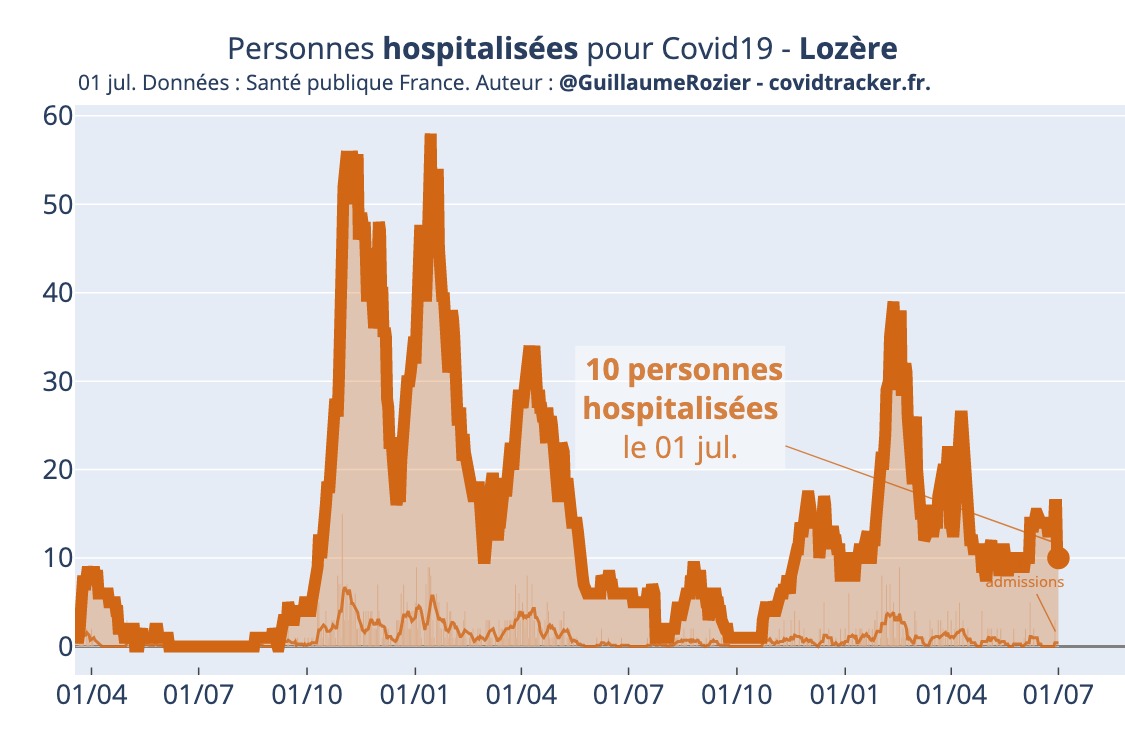 Personnes hospitalisées pour Covid19 - Lozère
01 jul. Données : Santé publique France. Auteur : @GuillaumeRozier - covidtracker.fr.
60
50
40
30
20
10
0
10 personnes
hospitalisées
le 01 jul.
admissions
01/04 01/07 01/10 01/01 01/04 01/07 01/10 01/01 01/04 01/07